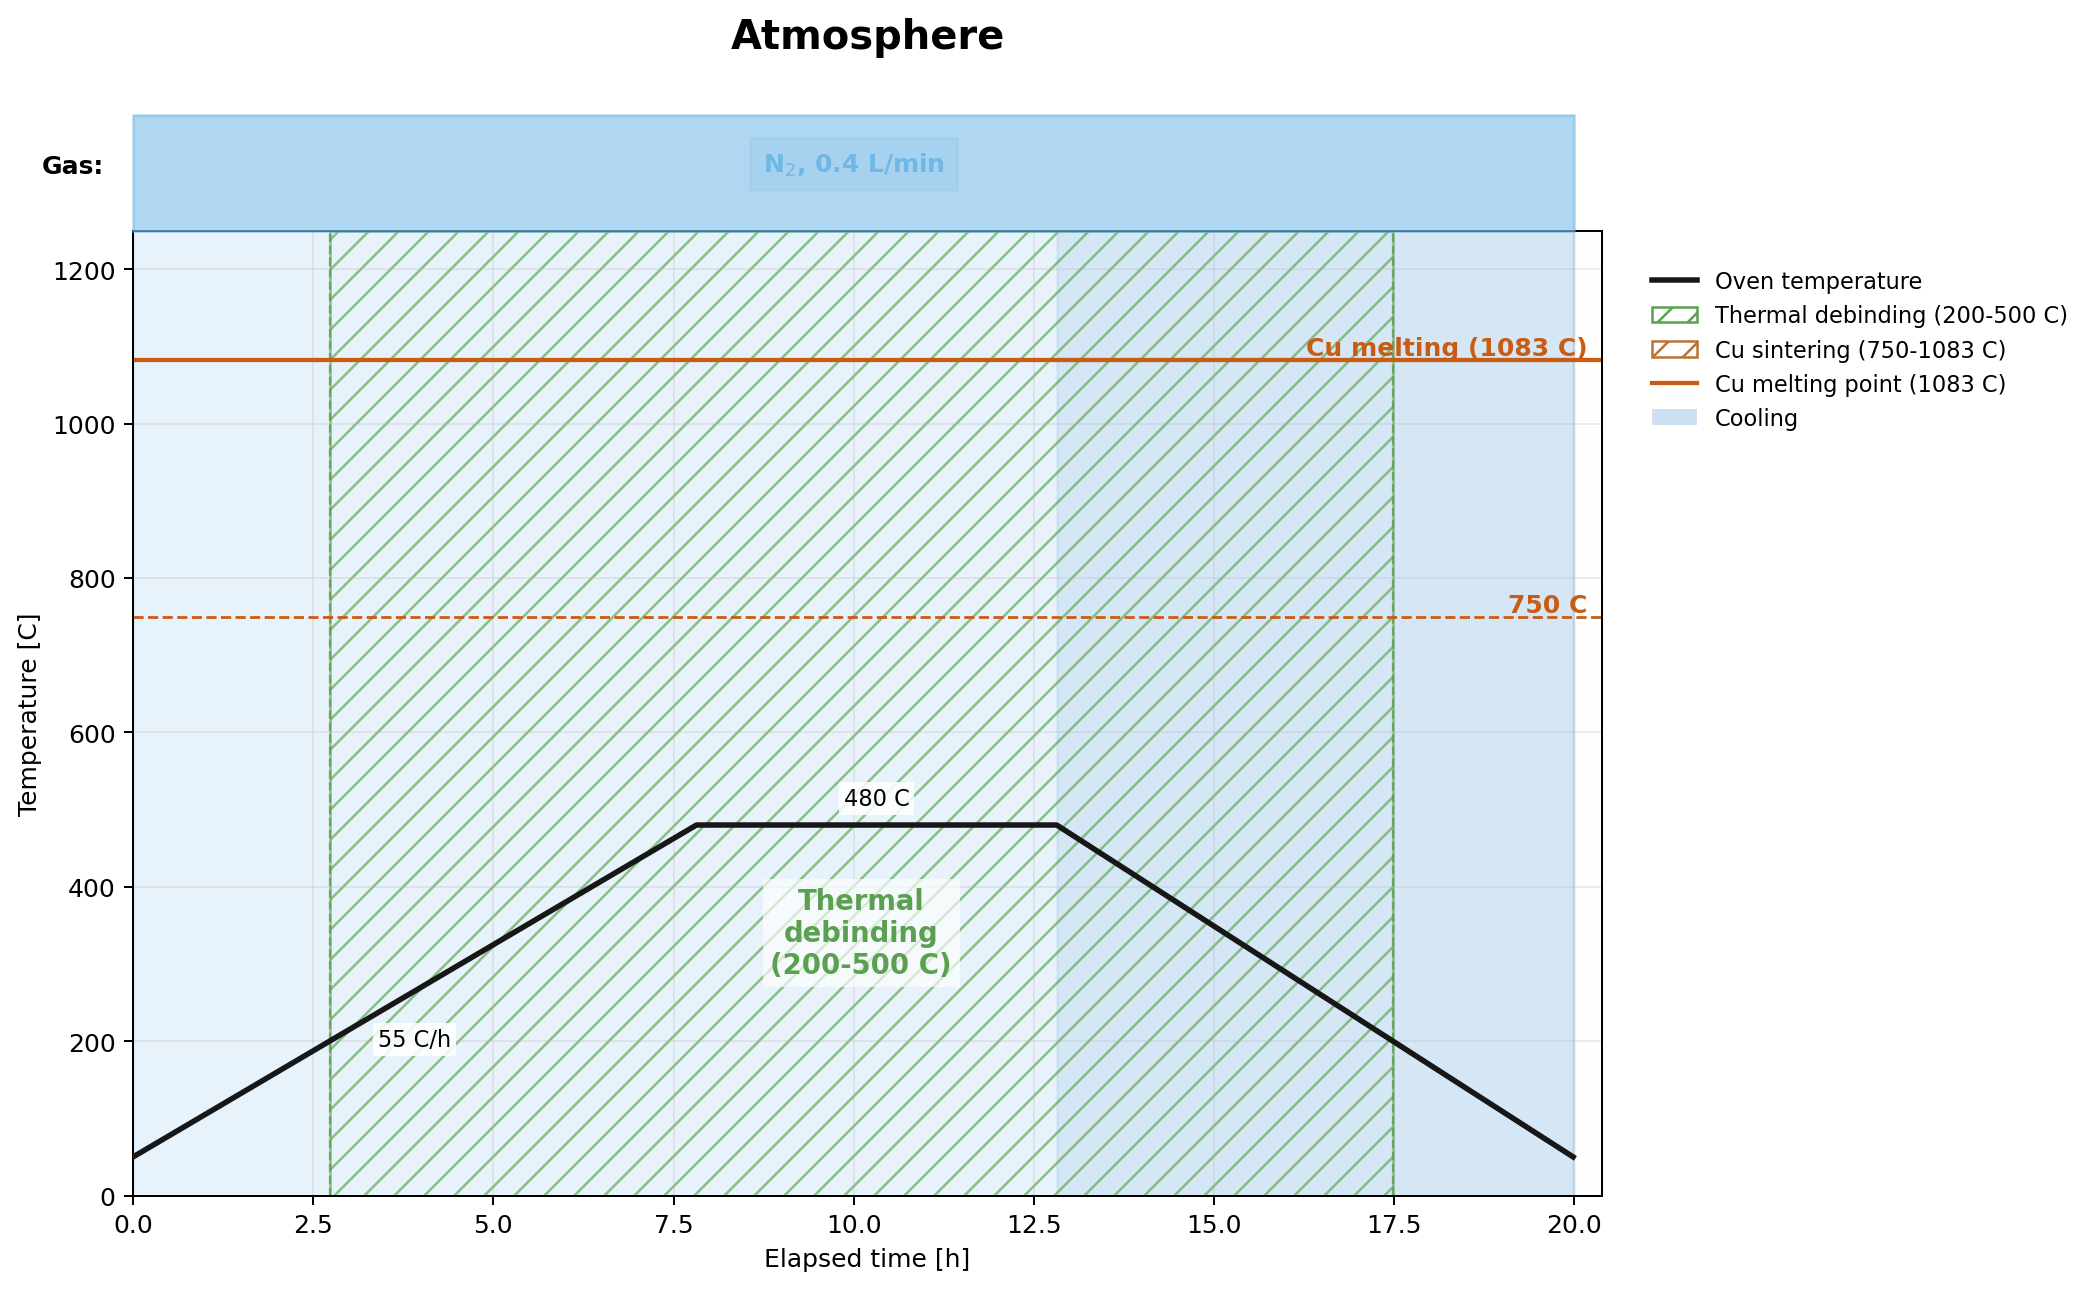 Atmosphere
Gas:
N₂, 0.4 L/min
1200
1000
800
600
400
200
0
Temperature [C]
Cu melting (1083 C)
750 C
480 C
Thermal
debinding
(200-500 C)
55 C/h
0.0 2.5 5.0 7.5 10.0 12.5 15.0 17.5 20.0
Elapsed time [h]
Oven temperature
Thermal debinding (200-500 C)
Cu sintering (750-1083 C)
Cu melting point (1083 C)
Cooling